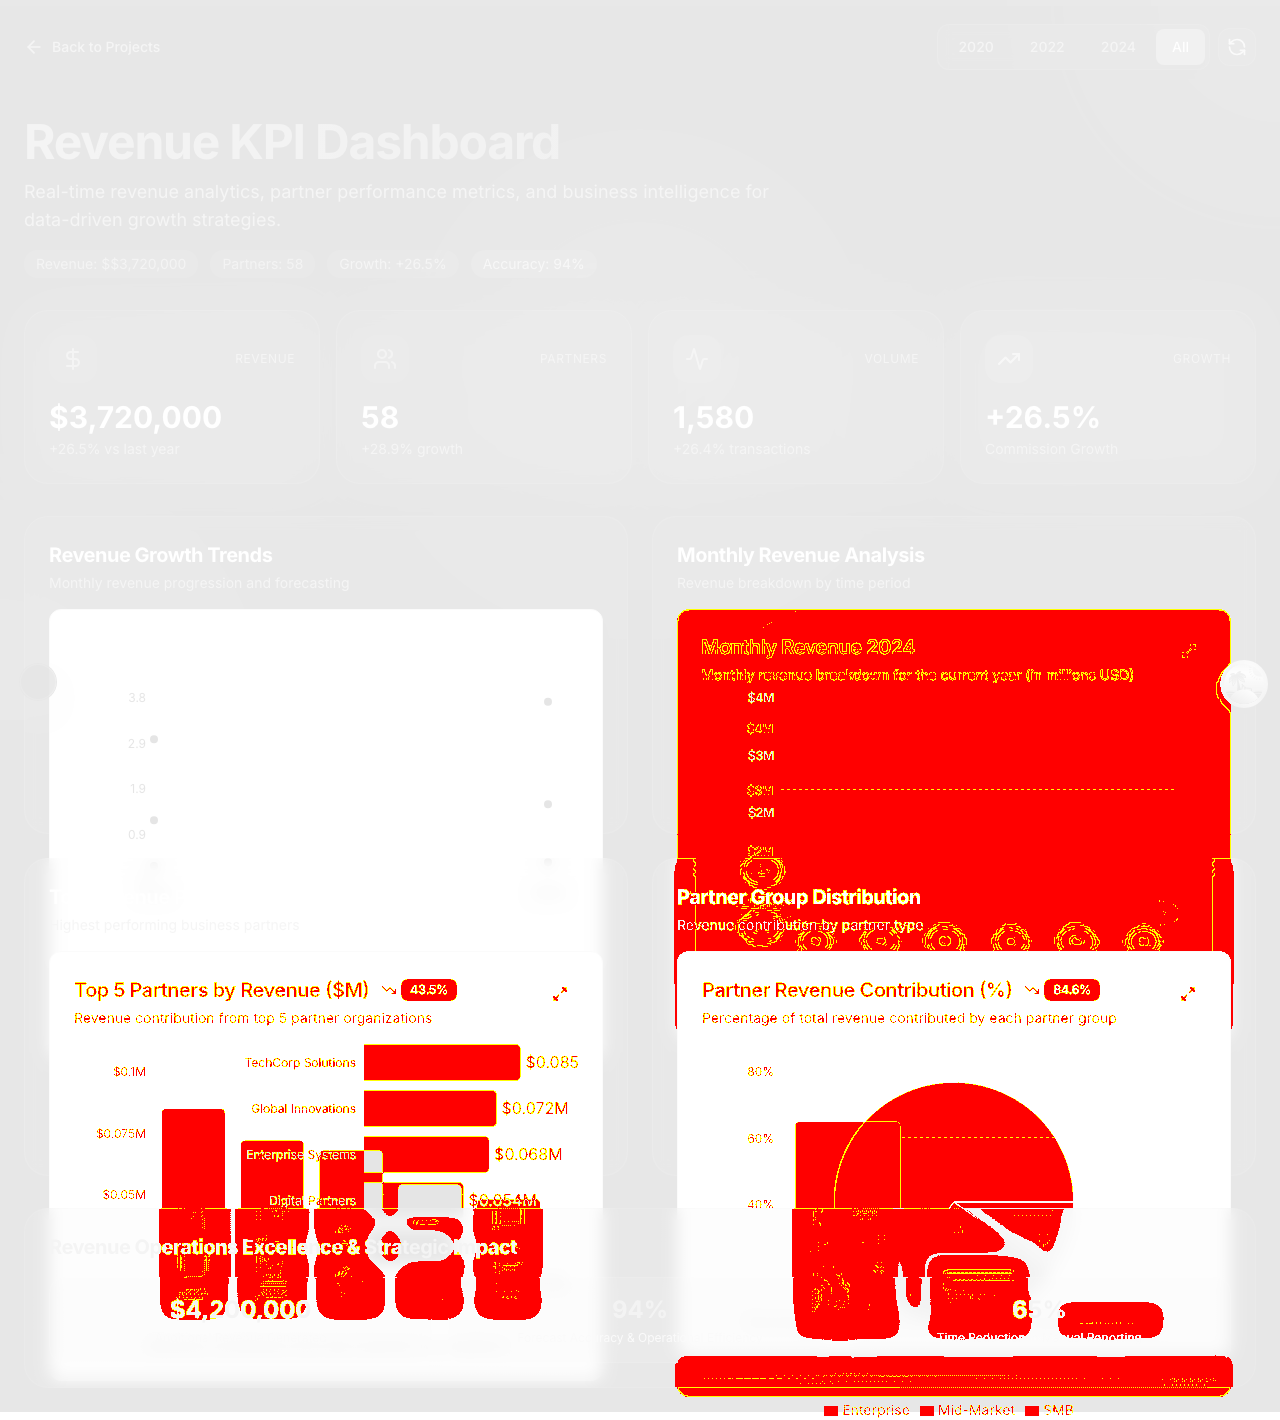 Back to Projects
2020 2022 2024 All
Revenue KPI Dashboard
Real-time revenue analytics, partner performance metrics, and business intelligence for
data-driven growth strategies.
Revenue: $$3,720,000 Partners: 58 Growth: +26.5% Accuracy: 94%
REVENUE
$3,720,000
+26.5% vs last year
PARTNERS
58
+28.9% growth
VOLUME
1,580
+26.4% transactions
GROWTH
+26.5%
Commission Growth
Revenue Growth Trends
Monthly revenue progression and forecasting
3.8
2.9
1.9
0.9
Monthly Revenue Analysis
Revenue breakdown by time period
Monthly Revenue 2024
Monthly revenue breakdown for the current year (in millions USD)
$4M
$4M
$3M
$3M
$2M
$2M
Highest performing business partners
Top 5 Partners by Revenue ($M) 43.5%
Revenue contribution from top 5 partner organizations
$0.1M
$0.075M
$0.05M
TechCorp Solutions $0.085
Global Innovations $0.072M
Enterprise Systems $0.068M
Digital Partners $0.054M
Partner Group Distribution
Revenue contribution by partner type
Partner Revenue Contribution (%) 84.6%
Percentage of total revenue contributed by each partner group
80%
60%
40%
Revenue Operations Excellence & Strategic Impact
$4,200,000
94%
65%
Time Reduction
Reporting
Enterprise Mid-Market SMB